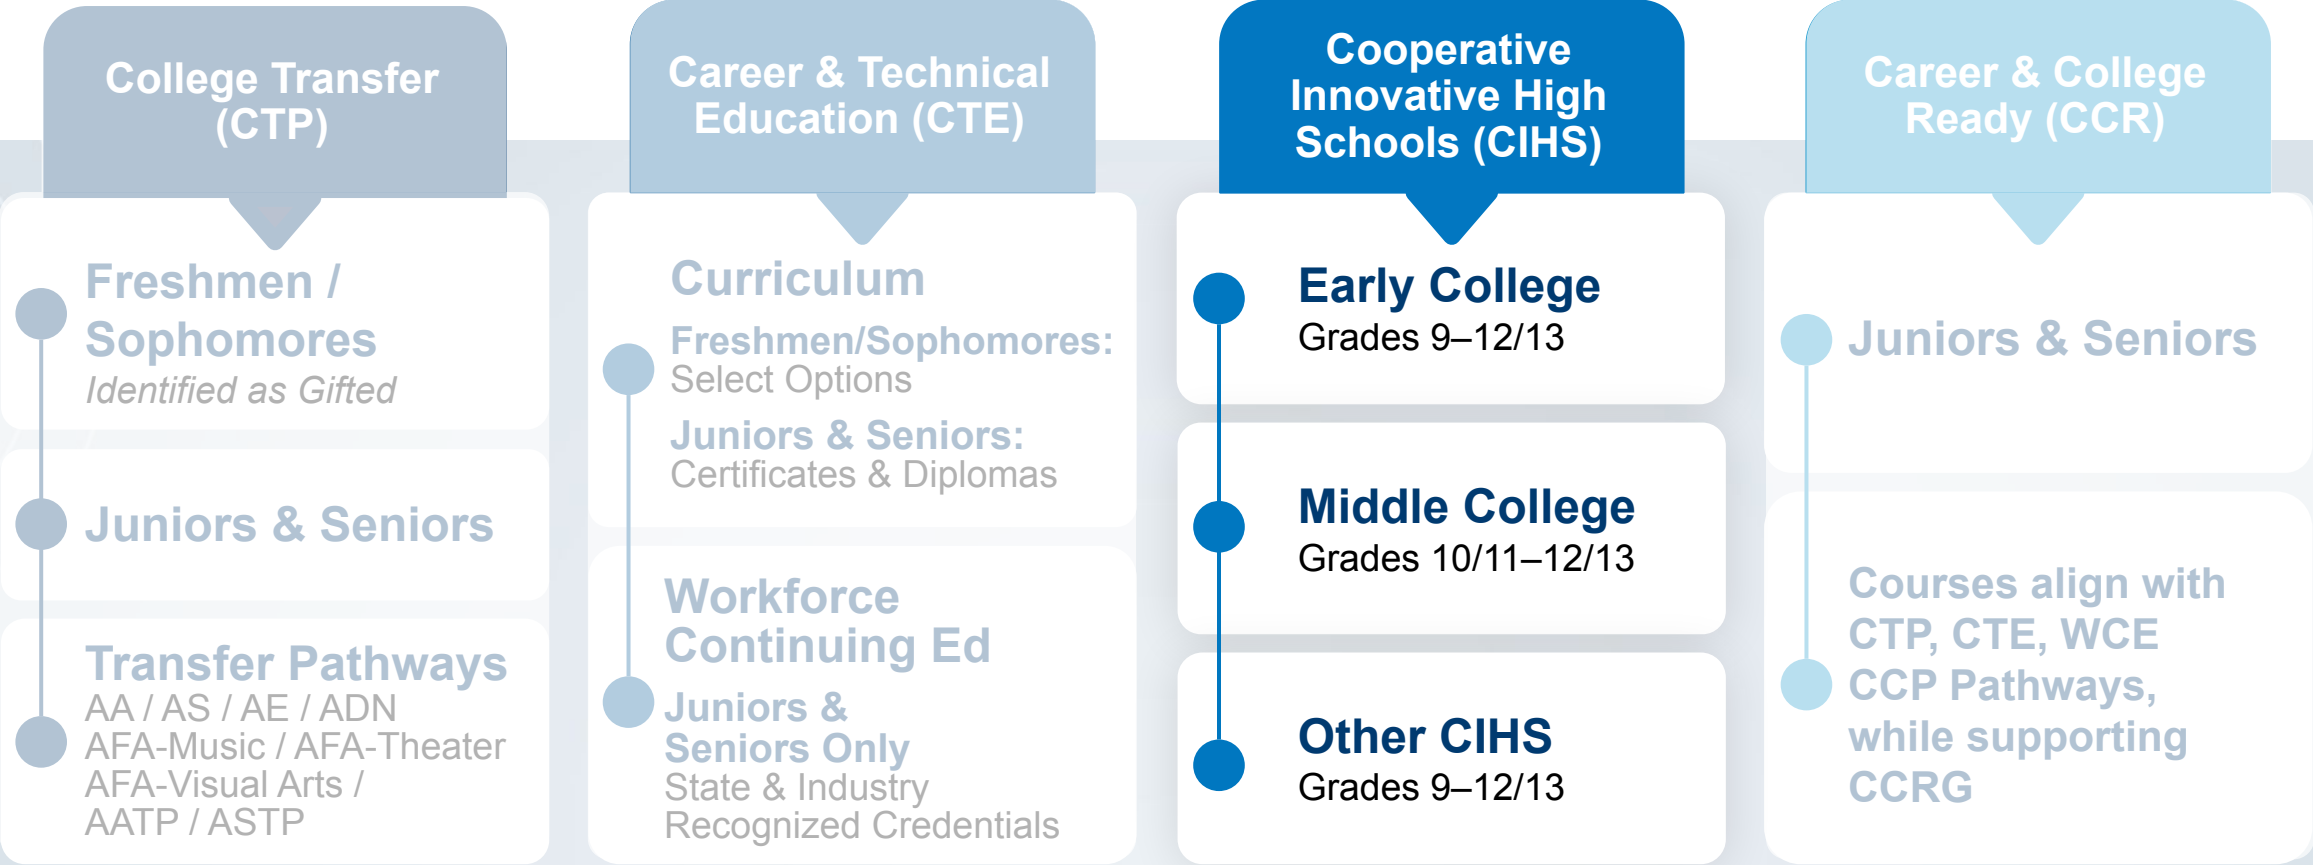 College Transfer
(CTP)
Freshmen /
Sophomores
Identified as Gifted
Juniors & Seniors
Transfer Pathways
AA / AS / AE / ADN
AFA-Music / AFA-Theater
AFA-Visual Arts /
AATP / ASTP
Career & Technical
Education (CTE)
Curriculum
Freshmen/Sophomores:
Select Options
Juniors & Seniors:
Certificates & Diplomas
Workforce
Continuing Ed
Juniors &
Seniors Only
State & Industry
Recognized Credentials
Cooperative
Innovative High
Schools (CIHS)
Early College
Grades 9–12/13
Middle College
Grades 10/11–12/13
Other CIHS
Grades 9–12/13
Career & College
Ready (CCR)
Juniors & Seniors
Courses align with
CTP, CTE, WCE
CCP Pathways,
while supporting
CCRG